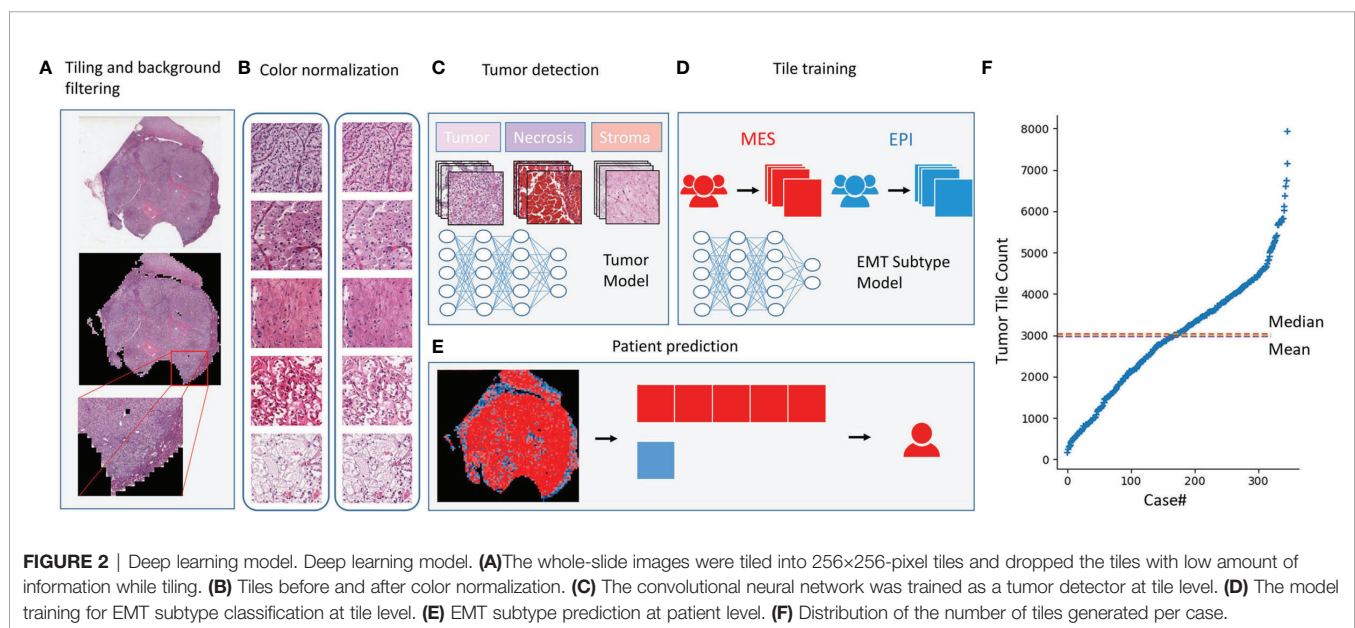 A Tiling and background
filtering
B Color normalization
C Tumor detection
Tumor Necrosis Stroma
Tumor
Model
D Tile training
MES EPI
EMT Subtype
Model
E Patient prediction
F
Tumor Tile Count
8000
7000
6000
5000
4000
3000
2000
1000
0
Median
Mean
0 100 200 300
Case#
FIGURE 2 | Deep learning model. Deep learning model. (A)The whole-slide images were tiled into 256×256-pixel tiles and dropped the tiles with low amount of
information while tiling. (B) Tiles before and after color normalization. (C) The convolutional neural network was trained as a tumor detector at tile level. (D) The model
training for EMT subtype classification at tile level. (E) EMT subtype prediction at patient level. (F) Distribution of the number of tiles generated per case.